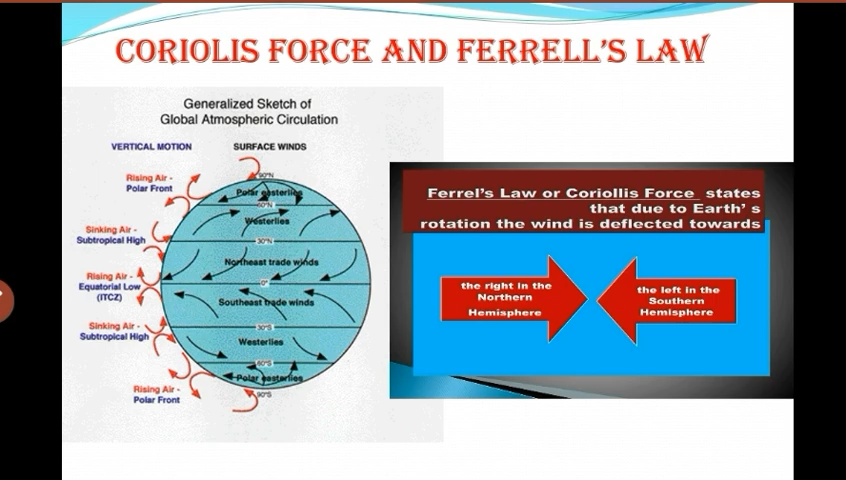 CORIOLIS FORCE AND FERRELL'S LAW
Generalized Sketch of
Global Atmospheric Circulation
VERTICAL MOTION
SURFACE WINDS
Rising Air -
Polar Front
Sinking Air -
Subtropical High
Rising Air -
Equatorial Low
(ITCZ)
Sinking Air -
Subtropical High
Rising Air -
Polar Front
90°N
Polar easterlies
60°N
Westerlies
30°N
Northeast trade winds
0°
Southeast trade winds
30°S
Westerlies
60°S
Polar easterlies
90°S
Ferrel's Law or Coriollis Force states
that due to Earth' s
rotation the wind is deflected towards
the right in the
Northern
Hemisphere
the left in the
Southern
Hemisphere